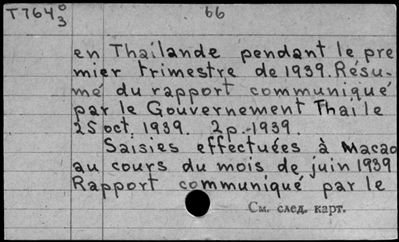 T764 0/3
66
en Thaïlande pendant le pre
mier trimestre de 1939. Résu-
mé du rapport communiqué
par le Gouvernement Thai le
25 oct. 1939. 2p.-1939.
Saisies effectuées à Macao
au cours du mois de juin 1939
Rapport communiqué par le
См. след. карт.